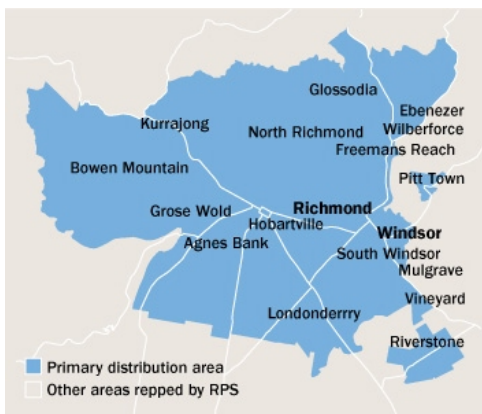 Glossodia
Ebenezer
Kurrajong
North Richmond
Wilberforce
Freemans Reach
Bowen Mountain
Pitt Town
Grose Wold
Richmond
Hobartville
Windsor
Agnes Bank
South Windsor
Mulgrave
Vineyard
Londonderrry
Riverstone
Primary distribution area
Other areas repped by RPS